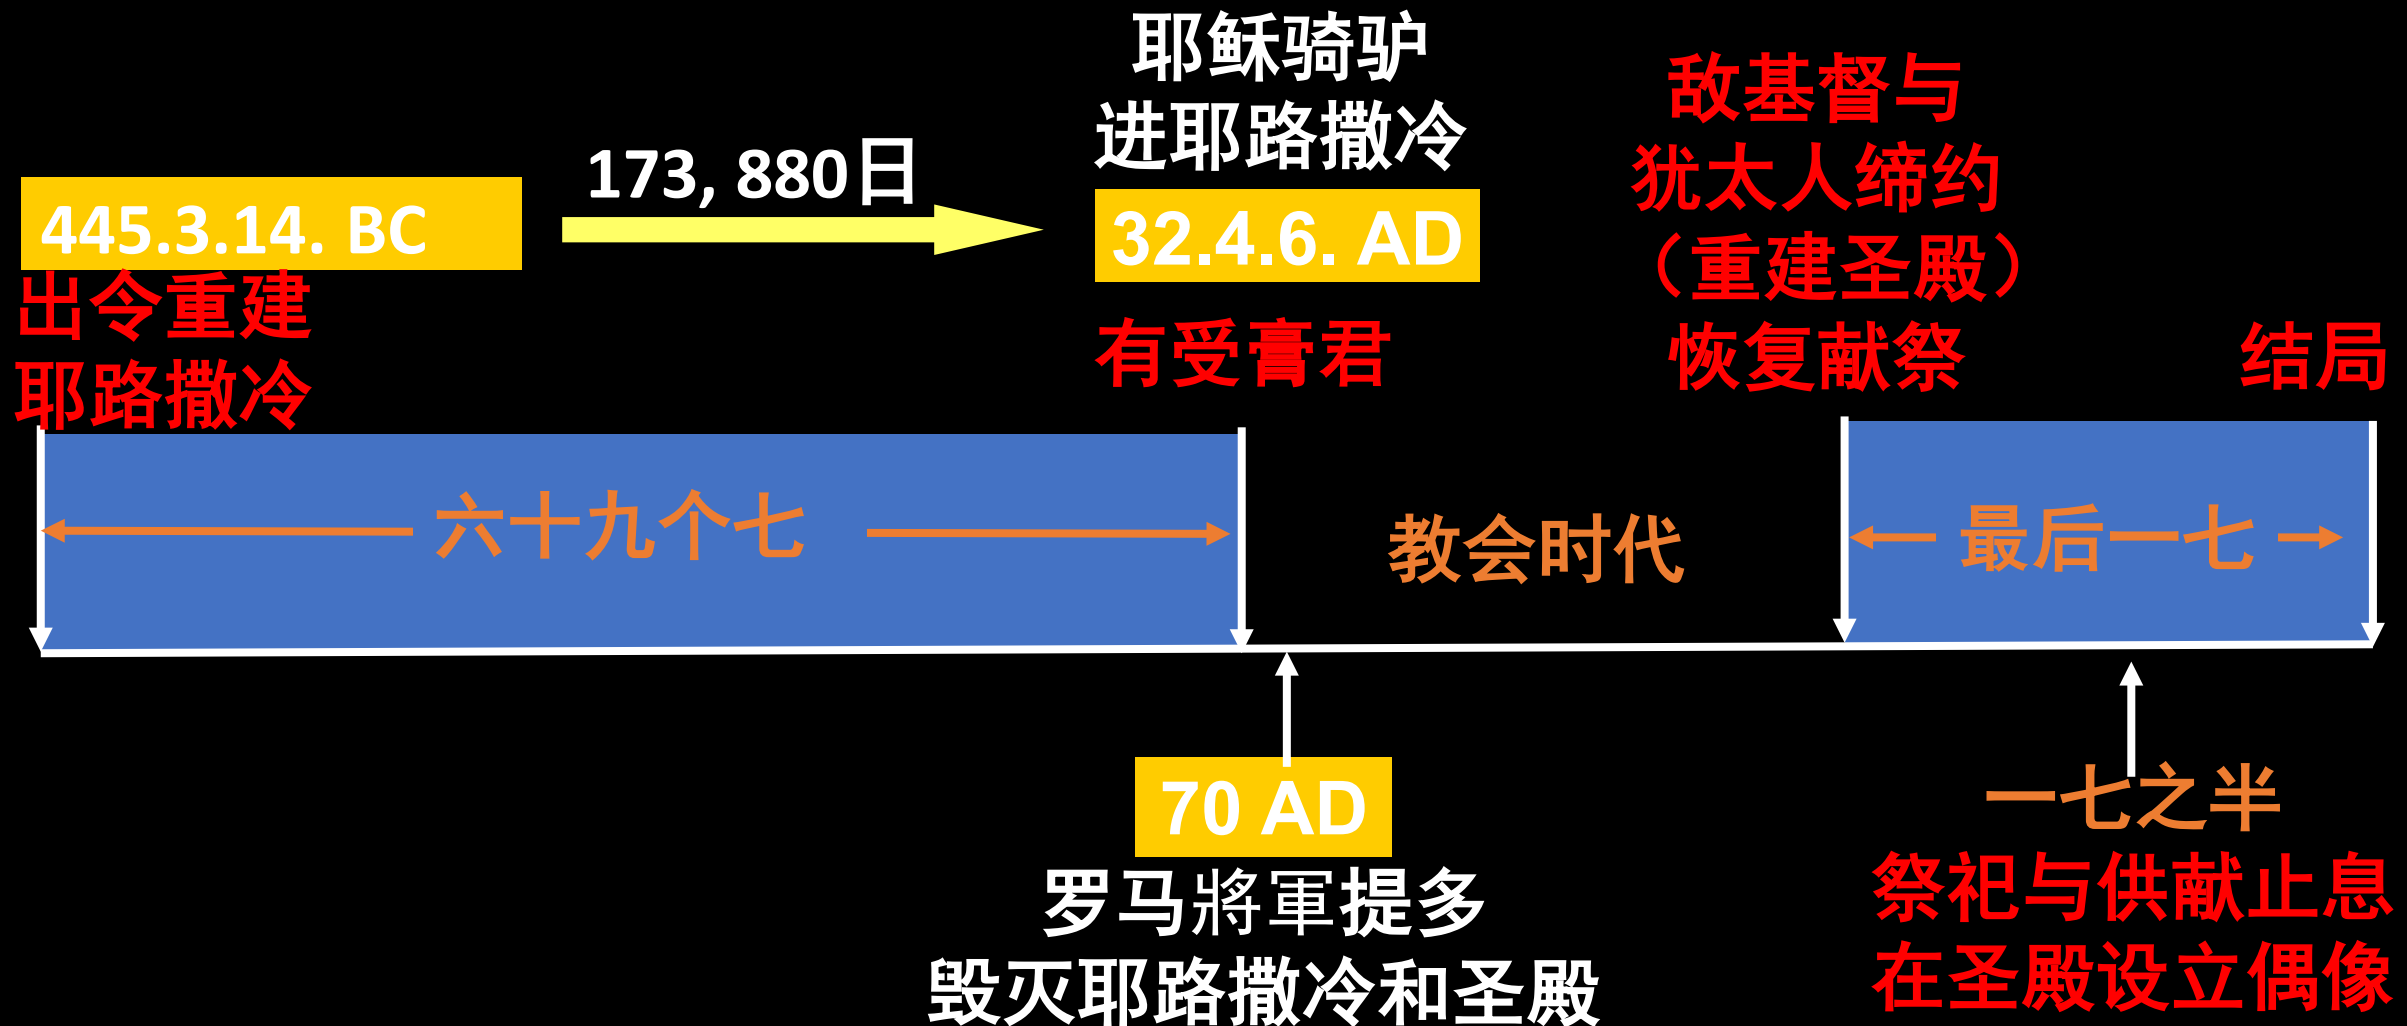 耶稣骑驴
进耶路撒冷
173, 880日
445.3.14. BC
32.4.6. AD
出令重建
耶路撒冷
有受膏君
敌基督与
犹太人缔约
（重建圣殿）
恢复献祭
结局
六十九个七
教会时代
最后一七
70 AD
罗马將軍提多
毁灭耶路撒冷和圣殿
一七之半
祭祀与供献止息
在圣殿设立偶像